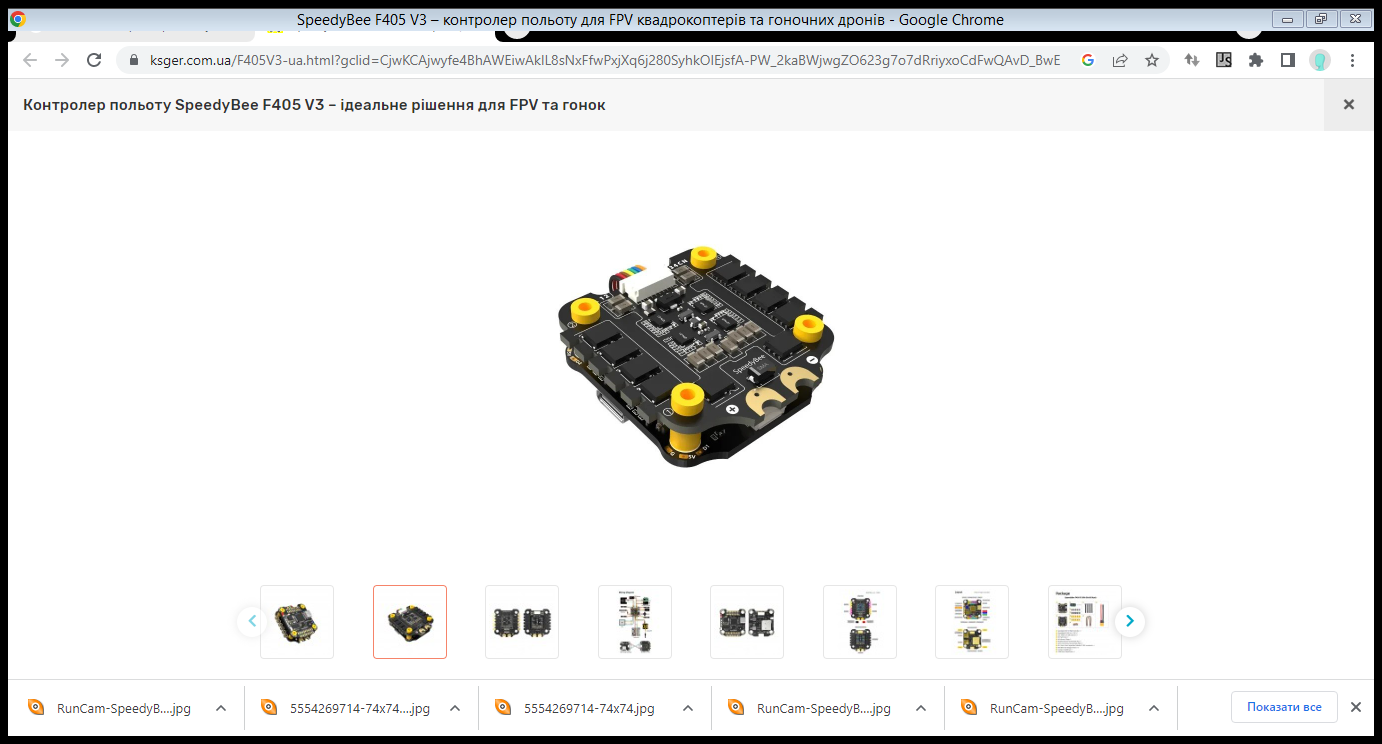 SpeedyBee F405 V3 – контролер польоту для FPV квадрокоптерів та гоночних дронів - Google Chrome
ksger.com.ua/F405V3-ua.html?gclid=CjwKCAjwyfe4BhAWEiwAkIL8sNxFfwPxjXq6j280SyhkOIEjsfA-PW_2kaBWjwgZO623g7o7dRriyxoCdFwQAvD_BwE
JS
Контролер польоту SpeedyBee F405 V3 – ідеальне рішення для FPV та гонок
SpeedyBee
RunCam-SpeedyB....jpg
5554269714-74x74....jpg
5554269714-74x74.jpg
RunCam-SpeedyB....jpg
RunCam-SpeedyB....jpg
Показати все